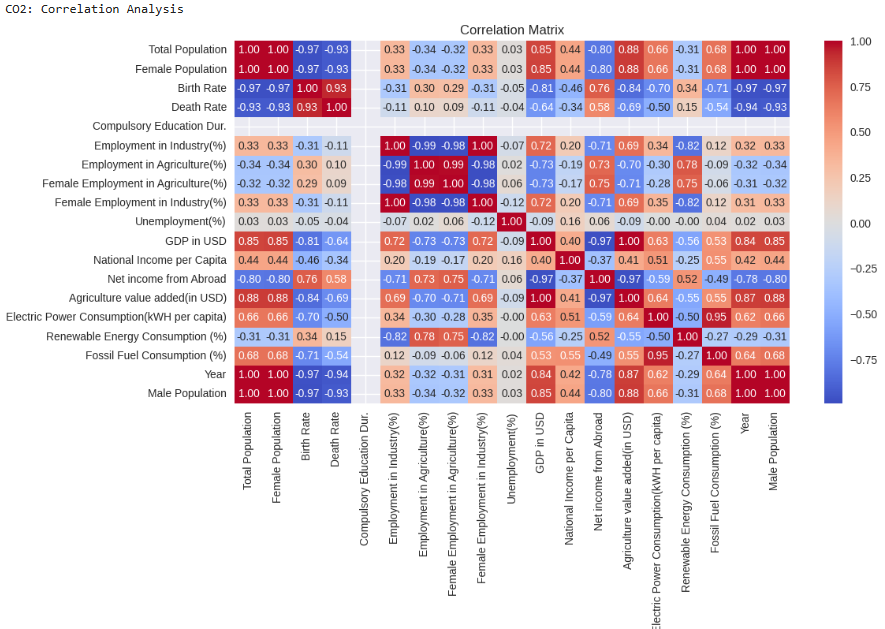 CO2: Correlation Analysis
Correlation Matrix
Total Population 1.00 1.00 -0.97 -0.93 0.33 -0.34 -0.32 0.33 0.03 0.85 0.44 -0.80 0.88 0.66 -0.31 0.68 1.00 1.00
Female Population 1.00 1.00 -0.97 -0.93 0.33 -0.34 -0.32 0.33 0.03 0.85 0.44 -0.80 0.88 0.66 -0.31 0.68 1.00 1.00
Birth Rate -0.97 -0.97 1.00 0.93 -0.31 0.30 0.29 -0.31 -0.05 -0.81 -0.46 0.76 -0.84 -0.70 0.34 -0.71 -0.97 -0.97
Death Rate -0.93 -0.93 0.93 1.00 -0.11 0.10 0.09 -0.11 -0.04 -0.64 -0.34 0.58 -0.69 -0.50 0.15 -0.54 -0.94 -0.93
Compulsory Education Dur.
Employment in Industry(%) 0.33 0.33 -0.31 -0.11 1.00 -0.99 -0.98 1.00 -0.07 0.72 0.20 -0.71 0.69 0.34 -0.82 0.12 0.32 0.33
Employment in Agriculture(%) -0.34 -0.34 0.30 0.10 -0.99 1.00 0.99 -0.98 0.02 -0.73 -0.19 0.73 -0.70 -0.30 0.78 -0.09 -0.32 -0.34
Female Employment in Agriculture(%) -0.32 -0.32 0.29 0.09 -0.98 0.99 1.00 -0.98 0.06 -0.73 -0.17 0.75 -0.71 -0.28 0.75 -0.06 -0.31 -0.32
Female Employment in Industry(%) 0.33 0.33 -0.31 -0.11 1.00 -0.98 -0.98 1.00 -0.12 0.72 0.20 -0.71 0.69 0.35 -0.82 0.12 0.31 0.33
Unemployment(%) 0.03 0.03 -0.05 -0.04 -0.07 0.02 0.06 -0.12 1.00 -0.09 0.16 0.06 -0.09 -0.00 -0.00 0.04 0.02 0.03
GDP in USD 0.85 0.85 -0.81 -0.64 0.72 -0.73 -0.73 0.72 -0.09 1.00 0.40 -0.97 1.00 0.63 -0.56 0.53 0.84 0.85
National Income per Capita 0.44 0.44 -0.46 -0.34 0.20 -0.19 -0.17 0.20 0.16 0.40 1.00 -0.37 0.41 0.51 -0.25 0.55 0.42 0.44
Net income from Abroad -0.80 -0.80 0.76 0.58 -0.71 0.73 0.75 -0.71 0.06 -0.97 -0.37 1.00 -0.97 -0.59 0.52 -0.49 -0.78 -0.80
Agriculture value added(in USD) 0.88 0.88 -0.84 -0.69 0.69 -0.70 -0.71 0.69 -0.09 1.00 0.41 -0.97 1.00 0.64 -0.55 0.55 0.87 0.88
Electric Power Consumption(kWH per capita) 0.66 0.66 -0.70 -0.50 0.34 -0.30 -0.28 0.35 -0.00 0.63 0.51 -0.59 0.64 1.00 -0.50 0.95 0.62 0.66
Renewable Energy Consumption (%) -0.31 -0.31 0.34 0.15 -0.82 0.78 0.75 -0.82 -0.00 -0.56 -0.25 0.52 -0.55 -0.50 1.00 -0.27 -0.29 -0.31
Fossil Fuel Consumption (%) 0.68 0.68 -0.71 -0.54 0.12 -0.09 -0.06 0.12 0.04 0.53 0.55 -0.49 0.55 0.95 -0.27 1.00 0.64 0.68
Year 1.00 1.00 -0.97 -0.94 0.32 -0.32 -0.31 0.31 0.02 0.84 0.42 -0.78 0.87 0.62 -0.29 0.64 1.00 1.00
Male Population 1.00 1.00 -0.97 -0.93 0.33 -0.34 -0.32 0.33 0.03 0.85 0.44 -0.80 0.88 0.66 -0.31 0.68 1.00 1.00
Total Population
Female Population
Birth Rate
Death Rate
Compulsory Education Dur.
Employment in Industry(%)
Employment in Agriculture(%)
Female Employment in Agriculture(%)
Female Employment in Industry(%)
Unemployment(%)
GDP in USD
National Income per Capita
Net income from Abroad
Agriculture value added(in USD)
lectric Power Consumption(kWH per capita)
Renewable Energy Consumption (%)
Fossil Fuel Consumption (%)
Year
Male Population
1.00
0.75
0.50
0.25
0.00
−0.25
−0.50
−0.75